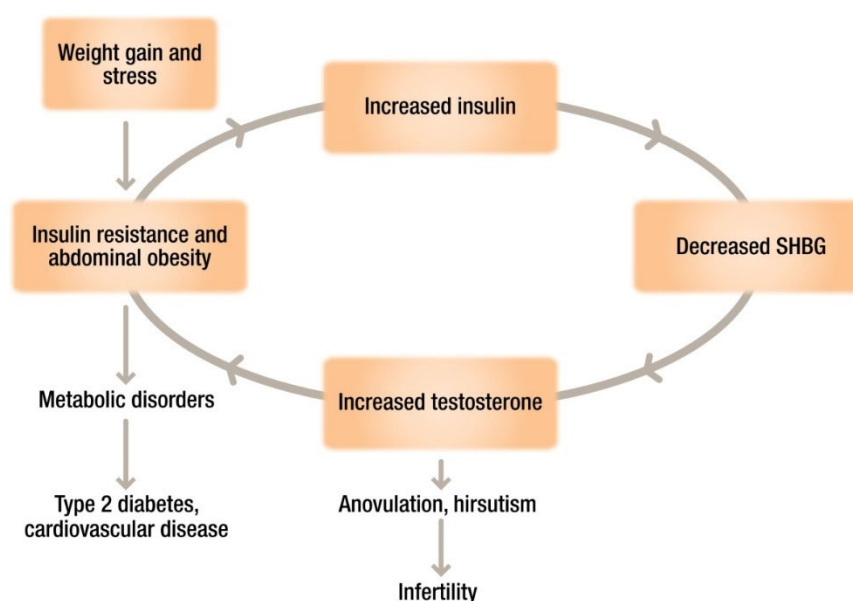 Weight gain and
stress
Increased insulin
Insulin resistance and
abdominal obesity
Decreased SHBG
Metabolic disorders
Increased testosterone
Type 2 diabetes,
cardiovascular disease
Anovulation, hirsutism
Infertility